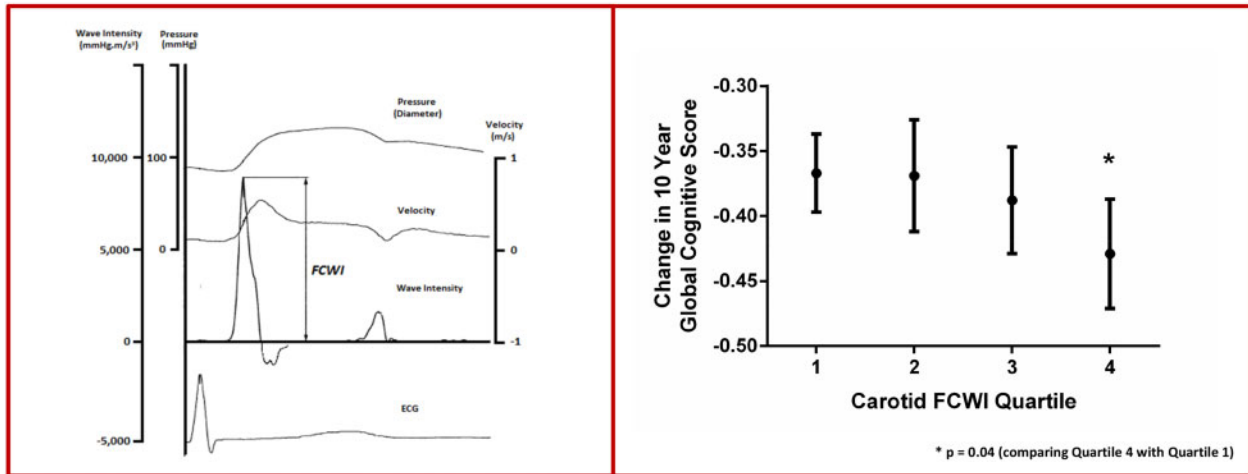 Wave Intensity
(mmHg.m/s²)
Pressure
(mmHg)
Pressure
(Diameter)
Velocity
(m/s)
10,000
100
1
Velocity
5,000
0
0
FCWI
Wave Intensity
0
-1
ECG
-5,000
Change in 10 Year
Global Cognitive Score
-0.30
-0.35
-0.40
-0.45
-0.50
*
1 2 3 4
Carotid FCWI Quartile
* p = 0.04 (comparing Quartile 4 with Quartile 1)